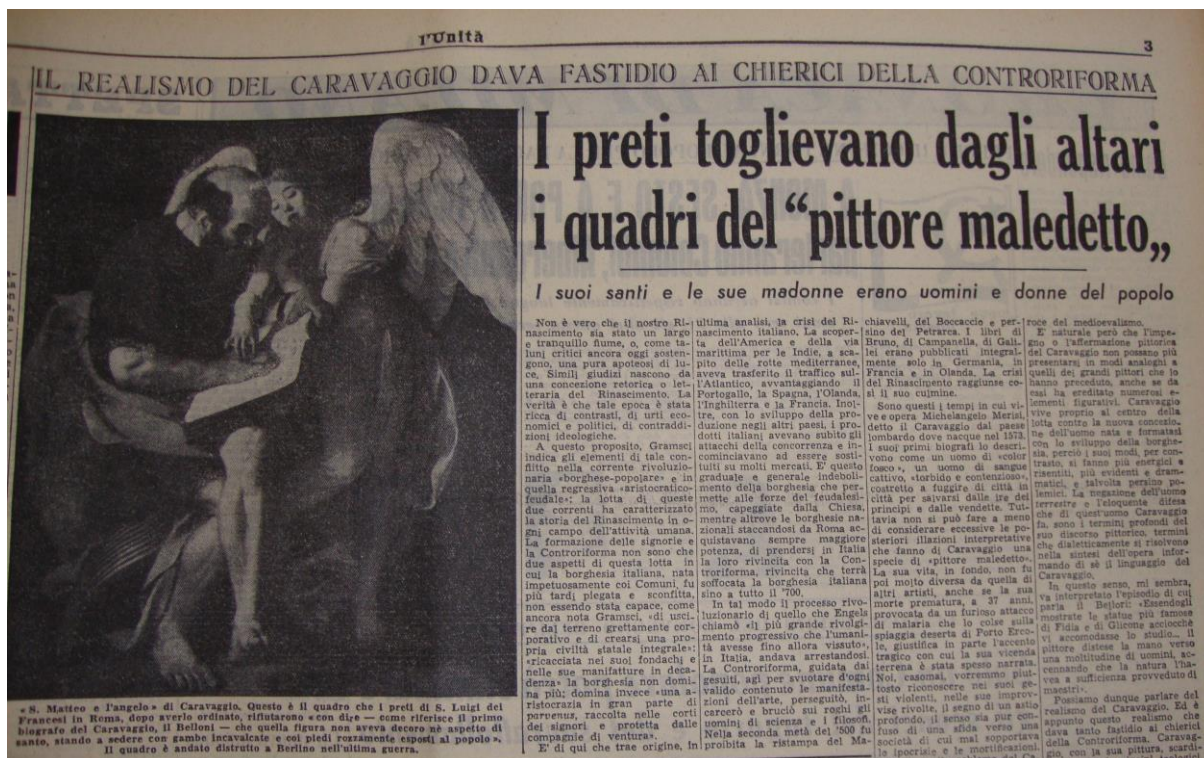 l'Unità
3
IL REALISMO DEL CARAVAGGIO DAVA FASTIDIO AI CHIERICI DELLA CONTRORIFORMA
I preti toglievano dagli altari
i quadri del “pittore maledetto„
I suoi santi e le sue madonne erano uomini e donne del popolo
Non è vero che il nostro Ri-
nascimento sia stato un largo
e tranquillo fiume, o, come ta-
luni critici ancora oggi sosten-
gono, una pura apoteosi di lu-
ce. Simili giudizi nascono da
una concezione retorica o let-
teraria del Rinascimento. La
verità è che tale epoca è stata
ricca di contrasti, di urti eco-
nomici e politici, di contraddi-
zioni ideologiche.
A questo proposito, Gramsci
indica gli elementi di tale con-
flitto nella corrente rivoluzio-
naria «borghese-popolare» e in
quella regressiva «aristocratico-
feudale»: la lotta di queste
due correnti ha caratterizzato
la storia del Rinascimento in o-
gni campo dell'attività umana.
La formazione delle signorie e
la Controriforma non sono che
due aspetti di questa lotta in
cui la borghesia italiana, nata
impetuosamente coi Comuni, fu
più tardi piegata e sconfitta,
non essendo stata capace, come
ancora nota Gramsci, «di usci-
re dal terreno grettamente cor-
porativo e di crearsi una pro-
pria civiltà statale integrale»:
«ricacciata nei suoi fondachi e
nelle sue manifatture in deca-
denza» la borghesia non domi-
na più; domina invece «una a-
ristocrazia in gran parte di
parvenza, raccolta nelle corti
dei signori e protetta dalle
compagnie di ventura».
E' di qui che trae origine, in
ultima analisi, la crisi del Ri-
nascimento italiano. La scoper-
ta dell'America e della via
marittima per le Indie, a sca-
pito delle rotte mediterranee,
aveva trasferito il traffico sul-
l'Atlantico, avvantaggiando il
Portogallo, la Spagna, l'Olanda,
l'Inghilterra e la Francia. Inol-
tre, con lo sviluppo della pro-
duzione negli altri paesi, i pro-
dotti italiani avevano subito gli
attacchi della concorrenza e in-
cominciavano ad essere sosti-
tuiti su molti mercati. E' questo
graduale e generale indeboli-
mento della borghesia che per-
mette alle forze del feudalesi-
mo, capeggiate dalla Chiesa,
mentre altrove le borghesie na-
zionali staccandosi da Roma ac-
quistavano sempre maggiore
potenza, di prendersi in Italia
la loro rivincita con la Con-
troriforma, rivincita che terrà
soffocata la borghesia italiana
sino a tutto il '700.
In tal modo il processo rivo-
luzionario di quello che Engels
chiamò «il più grande rivolgi-
mento progressivo che l'umani-
tà avesse fino allora vissuto»,
in Italia, andava arrestandosi.
La Controriforma, guidata dai
gesuiti, agì per svuotare d'ogni
valido contenuto le manifesta-
zioni dell'arte, perseguitò, in-
carcerò e bruciò sui roghi gli
uomini di scienza e i filosofi.
Nella seconda metà del '500 fu
proibita la ristampa del Ma-
chiavelli, del Boccaccio e per-
sino del Petrarca. I libri di
Bruno, di Campanella, di Gali-
lei erano pubblicati integral-
mente solo in Germania, in
Francia e in Olanda. La crisi
del Rinascimento raggiunse co-
sì il suo culmine.
Sono questi i tempi in cui vi-
ve e opera Michelangelo Merisi,
detto il Caravaggio dal paese
lombardo dove nacque nel 1573.
I suoi primi biografi lo descri-
vono come un uomo di «color
fosco», un uomo di sangue
cattivo, «torbido e contenzioso»,
costretto a fuggire di città in
città per salvarsi dalle ire dei
principi e dalle vendette. Tut-
tavia non si può fare a meno
di considerare eccessive le po-
steriori illazioni interpretative
che fanno di Caravaggio una
specie di «pittore maledetto».
La sua vita, in fondo, non fu
poi molto diversa da quella di
altri artisti, anche se la sua
morte prematura, a 37 anni,
provocata da un furioso attacco
di malaria che lo colse sulla
spiaggia deserta di Porto Erco-
le, giustifica in parte l'accento
tragico con cui la sua vicenda
terrena è stata spesso narrata.
Noi, casomai, vorremmo piut-
tosto riconoscere nei suoi ge-
sti violenti, nelle sue improv-
vise rivolte, il segno di un astio
profondo, il senso sia pur con-
fuso di una sfida verso una
società di cui mal sopportava
le ipocrisie e le mortificazioni.
roce del medioevalismo.
E' naturale però che l'impe-
gno o l'affermazione pittorica
del Caravaggio non possano più
presentarsi in modi analoghi a
quelli dei grandi pittori che lo
hanno preceduto, anche se da
essi ha ereditato numerosi e-
lementi figurativi. Caravaggio
vive proprio al centro della
lotta contro la nuova concezio-
ne dell'uomo nata e formatasi
con lo sviluppo della borghe-
sia, perciò i suoi modi, per con-
trasto, si fanno più energici e
risentiti, più evidenti e dram-
matici, e talvolta persino po-
lemici. La negazione dell'uomo
terrestre e l'eloquente difesa
che di quest'uomo Caravaggio
fa, sono i termini profondi del
suo discorso pittorico, termini
che dialetticamente si risolvono
nella sintesi dell'opera infor-
mando di sè il linguaggio del
Caravaggio.
In questo senso, mi sembra,
va interpretato l'episodio di cui
parla il Bellori: «Essendogli
mostrate le statue più famose
di Fidia e di Glicone acciocchè
vi accomodasse lo studio... il
pittore distese la mano verso
una moltitudine di uomini, ac-
cennando che la natura l'ha-
vea a sufficienza provveduto di
maestri».
Possiamo dunque parlare del
realismo del Caravaggio. Ed è
appunto questo realismo che
dava tanto fastidio ai chierici
della Controriforma. Caravag-
gio, con la sua pittura, scardi-
«S. Matteo e l'angelo» di Caravaggio. Questo è il quadro che i preti di S. Luigi dei
Francesi in Roma, dopo averlo ordinato, rifiutarono «con dire — come riferisce il primo
biografo del Caravaggio, il Belloni — che quella figura non aveva decoro nè aspetto di
santo, stando a sedere con gambe incavalcate e coi piedi rozzamente esposti al popolo».
Il quadro è andato distrutto a Berlino nell'ultima guerra.